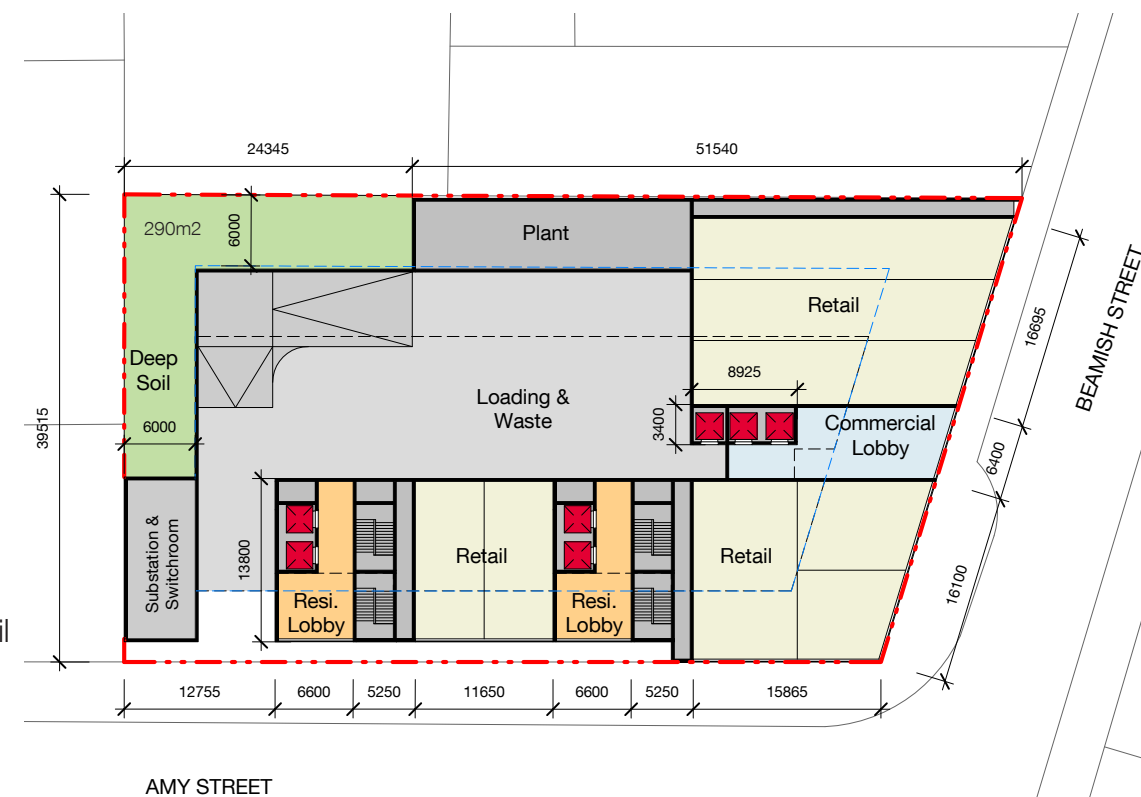 24345
51540
290m2
6000
Plant
Retail
16695
BEAMISH STREET
Deep
Soil
8925
Loading &
Waste
3400
Commercial
Lobby
39515
6000
6400
Substation &
Switchroom
13800
Retail
Retail
16100
Resi.
Lobby
Resi.
Lobby
il
12755
6600
5250
11650
6600
5250
15865
AMY STREET